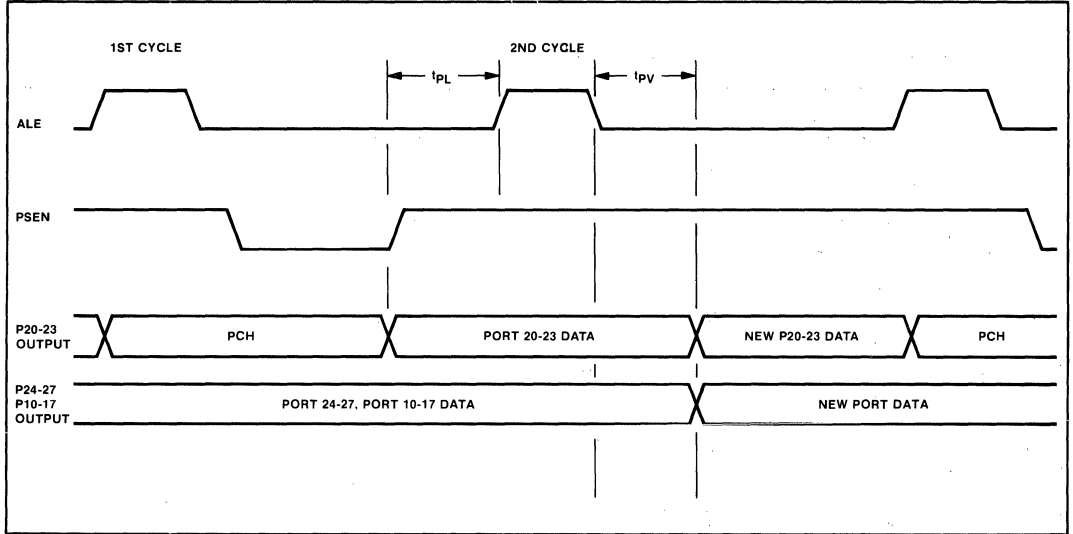 1ST CYCLE
2ND CYCLE
tPL
tPV
ALE
PSEN
P20-23
OUTPUT
PCH
PORT 20-23 DATA
NEW P20-23 DATA
PCH
P24-27
P10-17
OUTPUT
PORT 24-27, PORT 10-17 DATA
NEW PORT DATA